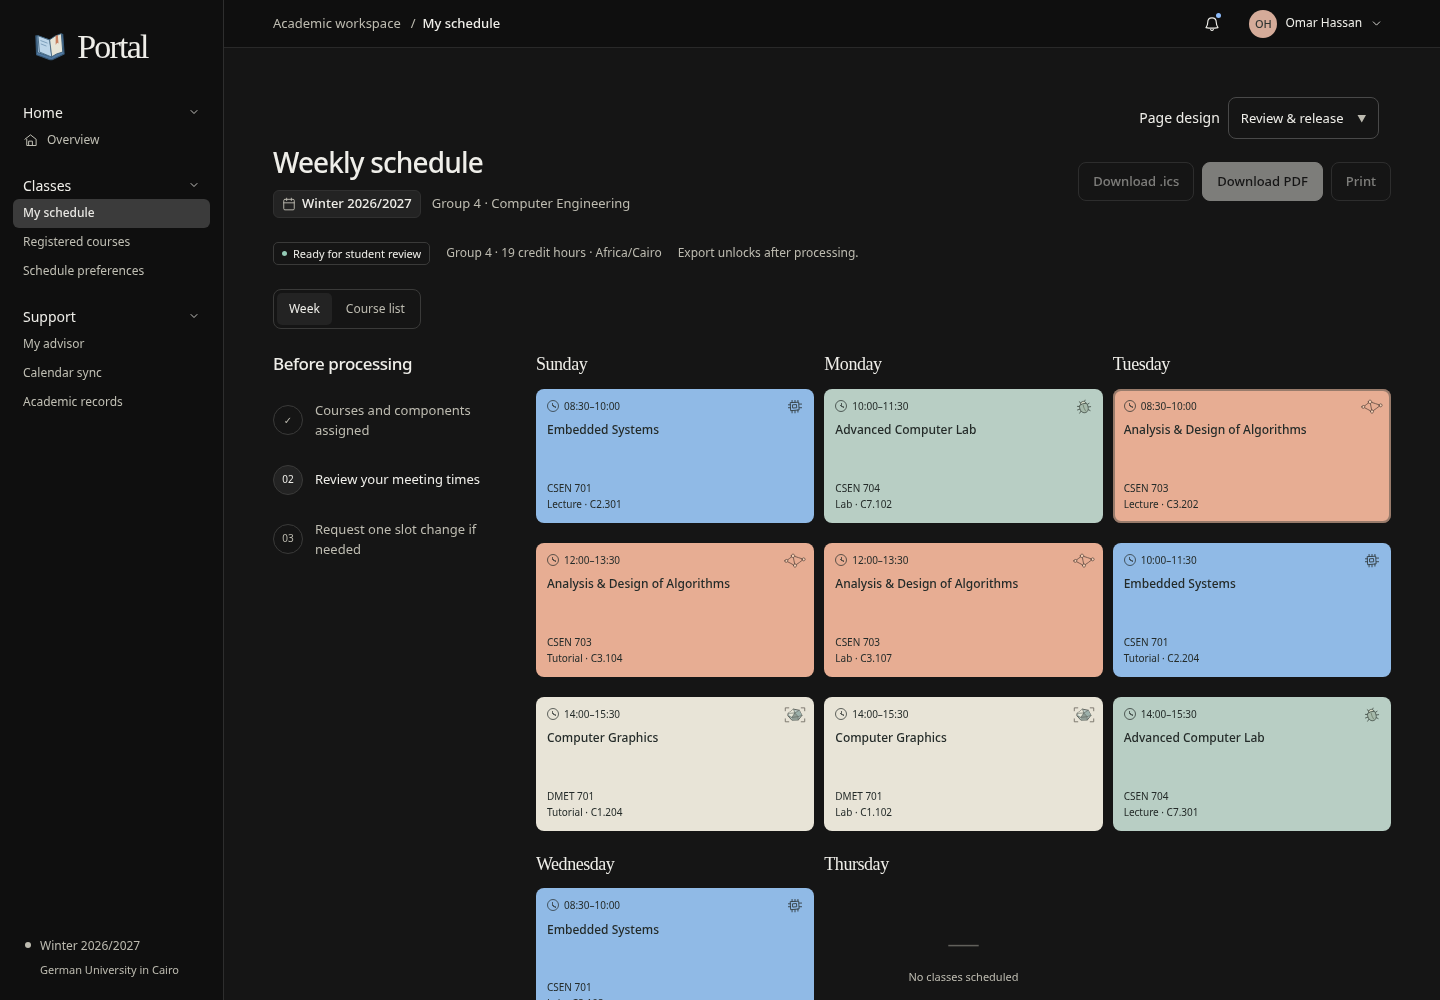 Portal
Home
Overview
Classes
My schedule
Registered courses
Schedule preferences
Support
My advisor
Calendar sync
Academic records
Winter 2026/2027
German University in Cairo
Academic workspace / My schedule
OH Omar Hassan
Page design Review & release
Weekly schedule
Download .ics Download PDF Print
Winter 2026/2027 Group 4 · Computer Engineering
Ready for student review Group 4 · 19 credit hours · Africa/Cairo Export unlocks after processing.
Week Course list
Before processing
✓ Courses and components
assigned
02 Review your meeting times
03 Request one slot change if
needed
Sunday
08:30–10:00
Embedded Systems
CSEN 701
Lecture · C2.301
12:00–13:30
Analysis & Design of Algorithms
CSEN 703
Tutorial · C3.104
14:00–15:30
Computer Graphics
DMET 701
Tutorial · C1.204
Monday
10:00–11:30
Advanced Computer Lab
CSEN 704
Lab · C7.102
12:00–13:30
Analysis & Design of Algorithms
CSEN 703
Lab · C3.107
14:00–15:30
Computer Graphics
DMET 701
Lab · C1.102
Tuesday
08:30–10:00
Analysis & Design of Algorithms
CSEN 703
Lecture · C3.202
10:00–11:30
Embedded Systems
CSEN 701
Tutorial · C2.204
14:00–15:30
Advanced Computer Lab
CSEN 704
Lecture · C7.301
Wednesday
08:30–10:00
Embedded Systems
CSEN 701
Thursday
No classes scheduled